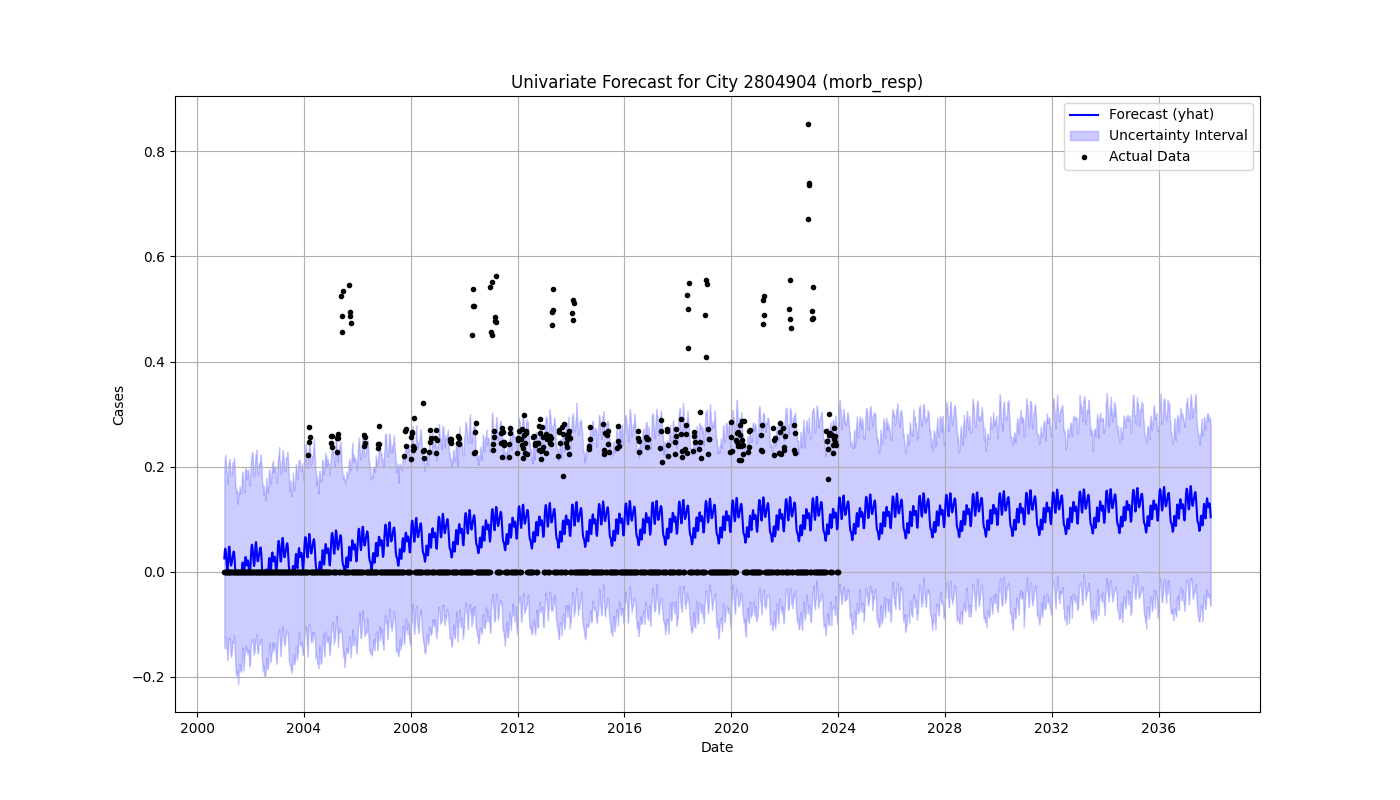 Univariate Forecast for City 2804904 (morb_resp)
Forecast (yhat)
Uncertainty Interval
Actual Data
Cases
0.8
0.6
0.4
0.2
0.0
−0.2
2000 2004 2008 2012 2016 2020 2024 2028 2032 2036
Date